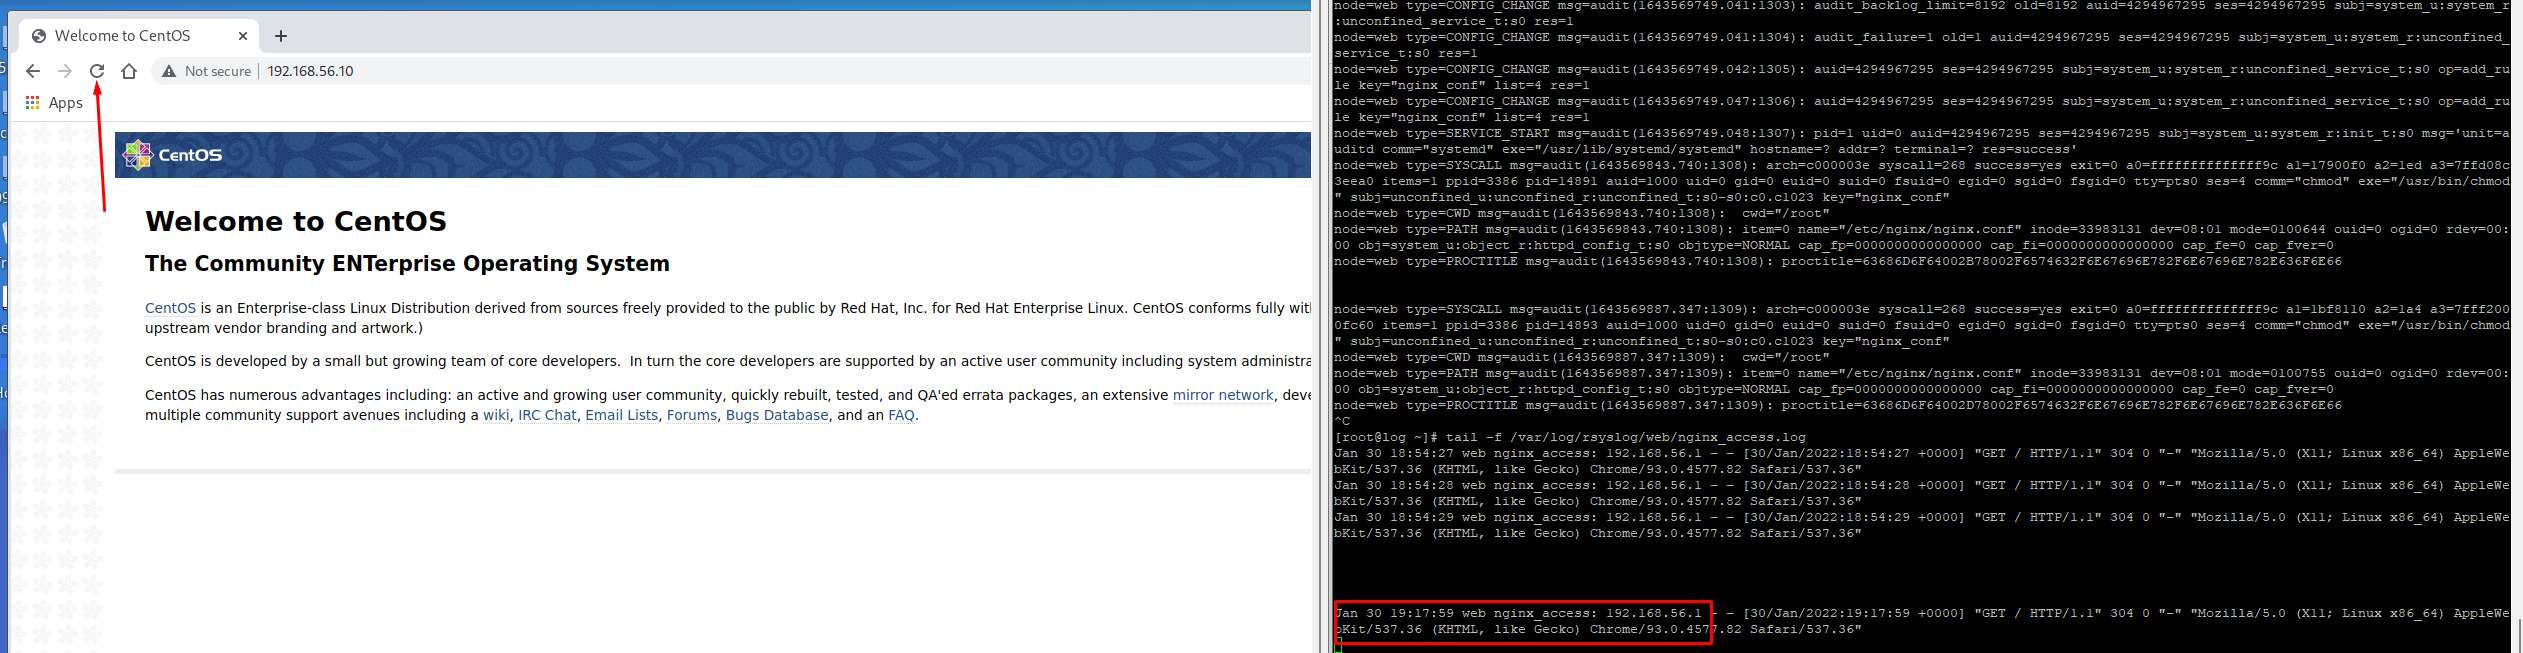 Welcome to CentOS
Not secure
192.168.56.10
Apps
CentOS
Welcome to CentOS
The Community ENTerprise Operating System
CentOS is an Enterprise-class Linux Distribution derived from sources freely provided to the public by Red Hat, Inc. for Red Hat Enterprise Linux. CentOS conforms fully wit
upstream vendor branding and artwork.)
CentOS is developed by a small but growing team of core developers.  In turn the core developers are supported by an active user community including system administra
CentOS has numerous advantages including: an active and growing user community, quickly rebuilt, tested, and QA'ed errata packages, an extensive mirror network, deve
multiple community support avenues including a wiki, IRC Chat, Email Lists, Forums, Bugs Database, and an FAQ.
node=web type=CONFIG_CHANGE msg=audit(1643569749.041:1303): audit_backlog_limit=8192 old=8192 auid=4294967295 ses=4294967295 subj=system_u:system_r
:unconfined_service_t:s0 res=1
node=web type=CONFIG_CHANGE msg=audit(1643569749.041:1304): audit_failure=1 old=1 auid=4294967295 ses=4294967295 subj=system_u:system_r:unconfined_
service_t:s0 res=1
node=web type=CONFIG_CHANGE msg=audit(1643569749.042:1305): auid=4294967295 ses=4294967295 subj=system_u:system_r:unconfined_service_t:s0 op=add_ru
le key="nginx_conf" list=4 res=1
node=web type=CONFIG_CHANGE msg=audit(1643569749.047:1306): auid=4294967295 ses=4294967295 subj=system_u:system_r:unconfined_service_t:s0 op=add_ru
le key="nginx_conf" list=4 res=1
node=web type=SERVICE_START msg=audit(1643569749.048:1307): pid=1 uid=0 auid=4294967295 ses=4294967295 subj=system_u:system_r:init_t:s0 msg='unit=a
uditd comm="systemd" exe="/usr/lib/systemd/systemd" hostname=? addr=? terminal=? res=success'
node=web type=SYSCALL msg=audit(1643569843.740:1308): arch=c000003e syscall=268 success=yes exit=0 a0=ffffffffffffff9c a1=17900f0 a2=1ed a3=7ffd08c
3eea0 items=1 ppid=3386 pid=14891 auid=1000 uid=0 gid=0 euid=0 suid=0 fsuid=0 egid=0 sgid=0 fsgid=0 tty=pts0 ses=4 comm="chmod" exe="/usr/bin/chmod
" subj=unconfined_u:unconfined_r:unconfined_t:s0-s0:c0.c1023 key="nginx_conf"
node=web type=CWD msg=audit(1643569843.740:1308):  cwd="/root"
node=web type=PATH msg=audit(1643569843.740:1308): item=0 name="/etc/nginx/nginx.conf" inode=33983131 dev=08:01 mode=0100644 ouid=0 ogid=0 rdev=00:
00 obj=system_u:object_r:httpd_config_t:s0 objtype=NORMAL cap_fp=0000000000000000 cap_fi=0000000000000000 cap_fe=0 cap_fver=0
node=web type=PROCTITLE msg=audit(1643569843.740:1308): proctitle=63686D6F64002B78002F6574632F6E67696E782F6E67696E782E636F6E66
node=web type=SYSCALL msg=audit(1643569887.347:1309): arch=c000003e syscall=268 success=yes exit=0 a0=ffffffffffffff9c a1=1bf8110 a2=1a4 a3=7fff200
0fc60 items=1 ppid=3386 pid=14893 auid=1000 uid=0 gid=0 euid=0 suid=0 fsuid=0 egid=0 sgid=0 fsgid=0 tty=pts0 ses=4 comm="chmod" exe="/usr/bin/chmod
" subj=unconfined_u:unconfined_r:unconfined_t:s0-s0:c0.c1023 key="nginx_conf"
node=web type=CWD msg=audit(1643569887.347:1309):  cwd="/root"
node=web type=PATH msg=audit(1643569887.347:1309): item=0 name="/etc/nginx/nginx.conf" inode=33983131 dev=08:01 mode=0100755 ouid=0 ogid=0 rdev=00:
00 obj=system_u:object_r:httpd_config_t:s0 objtype=NORMAL cap_fp=0000000000000000 cap_fi=0000000000000000 cap_fe=0 cap_fver=0
node=web type=PROCTITLE msg=audit(1643569887.347:1309): proctitle=63686D6F64002D78002F6574632F6E67696E782F6E67696E782E636F6E66
^C
[root@log ~]# tail -f /var/log/rsyslog/web/nginx_access.log
Jan 30 18:54:27 web nginx_access: 192.168.56.1 - - [30/Jan/2022:18:54:27 +0000] "GET / HTTP/1.1" 304 0 "-" "Mozilla/5.0 (X11; Linux x86_64) AppleWe
bKit/537.36 (KHTML, like Gecko) Chrome/93.0.4577.82 Safari/537.36"
Jan 30 18:54:28 web nginx_access: 192.168.56.1 - - [30/Jan/2022:18:54:28 +0000] "GET / HTTP/1.1" 304 0 "-" "Mozilla/5.0 (X11; Linux x86_64) AppleWe
bKit/537.36 (KHTML, like Gecko) Chrome/93.0.4577.82 Safari/537.36"
Jan 30 18:54:29 web nginx_access: 192.168.56.1 - - [30/Jan/2022:18:54:29 +0000] "GET / HTTP/1.1" 304 0 "-" "Mozilla/5.0 (X11; Linux x86_64) AppleWe
bKit/537.36 (KHTML, like Gecko) Chrome/93.0.4577.82 Safari/537.36"
Jan 30 19:17:59 web nginx_access: 192.168.56.1 - - [30/Jan/2022:19:17:59 +0000] "GET / HTTP/1.1" 304 0 "-" "Mozilla/5.0 (X11; Linux x86_64) AppleWe
bKit/537.36 (KHTML, like Gecko) Chrome/93.0.4577.82 Safari/537.36"